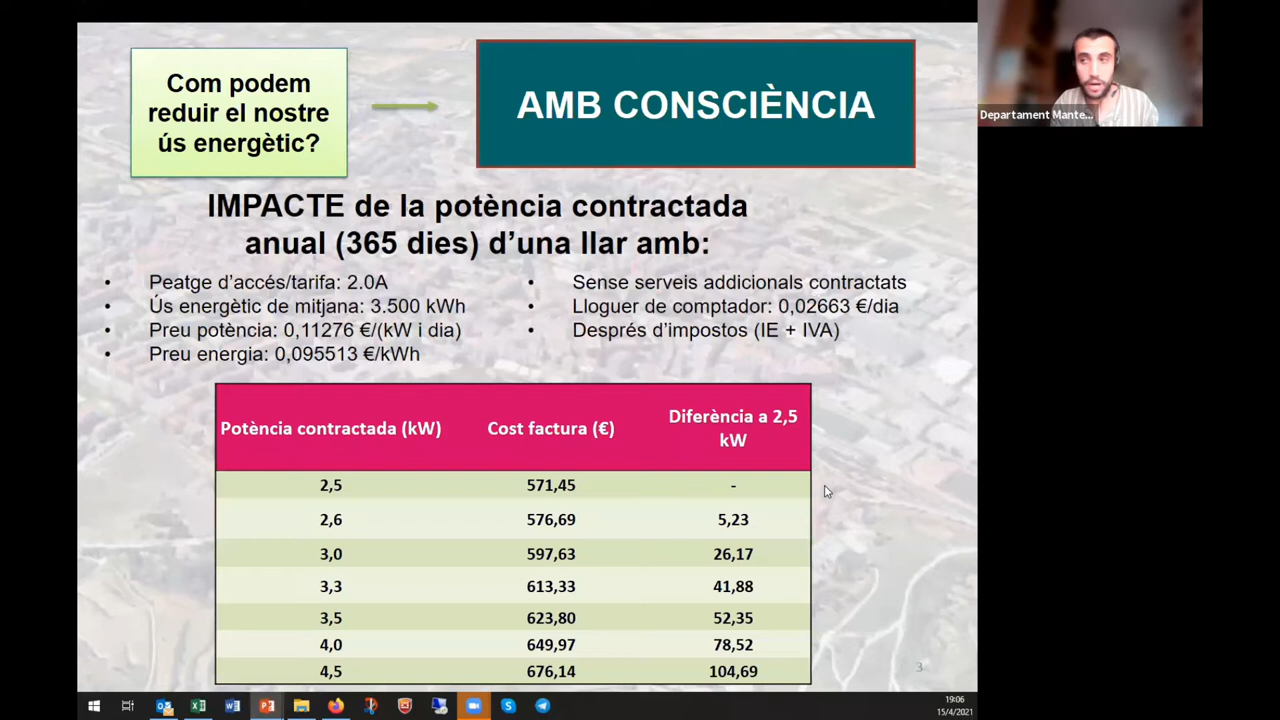 Com podem
reduir el nostre
ús energètic?
AMB CONSCIÈNCIA
Departament Mante...
IMPACTE de la potència contractada
anual (365 dies) d'una llar amb:
• Peatge d'accés/tarifa: 2.0A
• Ús energètic de mitjana: 3.500 kWh
• Preu potència: 0,11276 €/(kW i dia)
• Preu energia: 0,095513 €/kWh
• Sense serveis addicionals contractats
• Lloguer de comptador: 0,02663 €/dia
• Després d'impostos (IE + IVA)
Potència contractada (kW) Cost factura (€) Diferència a 2,5
kW
2,5 571,45 -
2,6 576,69 5,23
3,0 597,63 26,17
3,3 613,33 41,88
3,5 623,80 52,35
4,0 649,97 78,52
4,5 676,14 104,69
3
19:06
15/4/2021